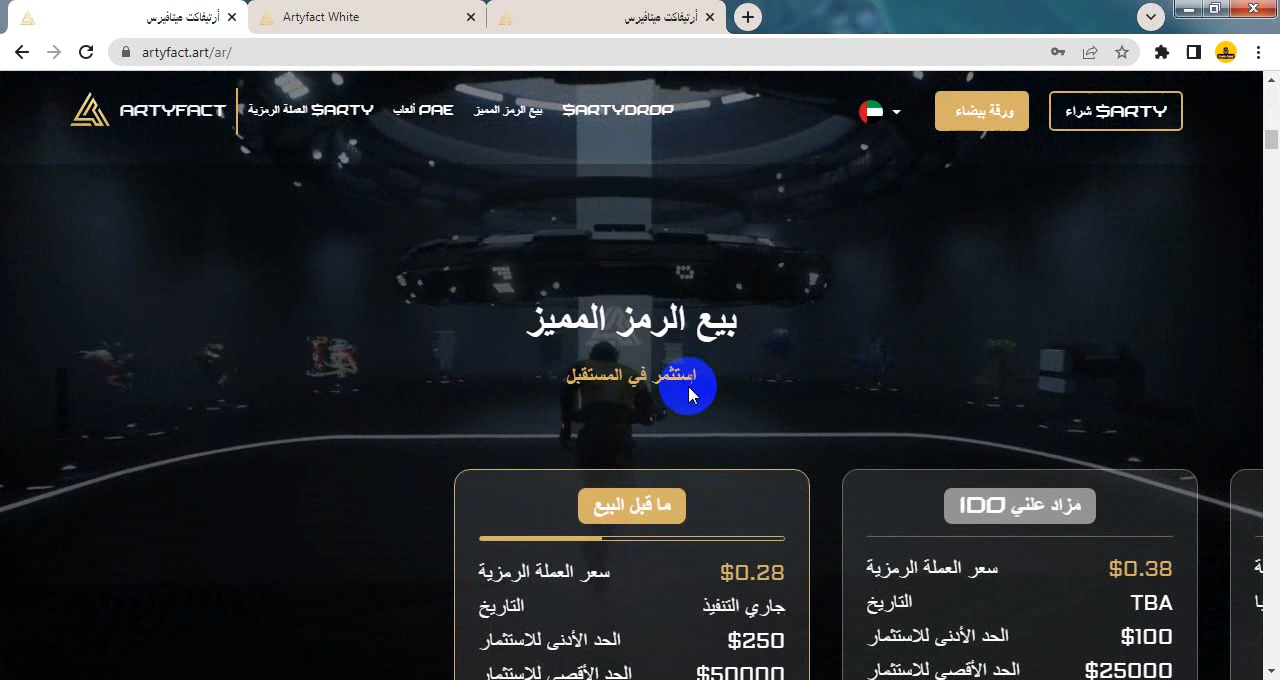 أرتيفاكت ميتافيرس
Artyfact White
أرتيفاكت ميتافيرس
artyfact.art/ar/
ARTYFACT
العملة الرمزية $ARTY
ألعاب PAE
بيع الرمز المميز
$ARTYDROP
ورقة بيضاء
شراء $ARTY
بيع الرمز المميز
استثمر في المستقبل
ما قبل البيع
سعر العملة الرمزية $0.28
التاريخ جاري التنفيذ
الحد الأدنى للاستثمار $250
الحد الأقصى للاستثمار $50000
مزاد علني IDO
سعر العملة الرمزية $0.38
التاريخ TBA
الحد الأدنى للاستثمار $100
الحد الأقصى للاستثمار $25000